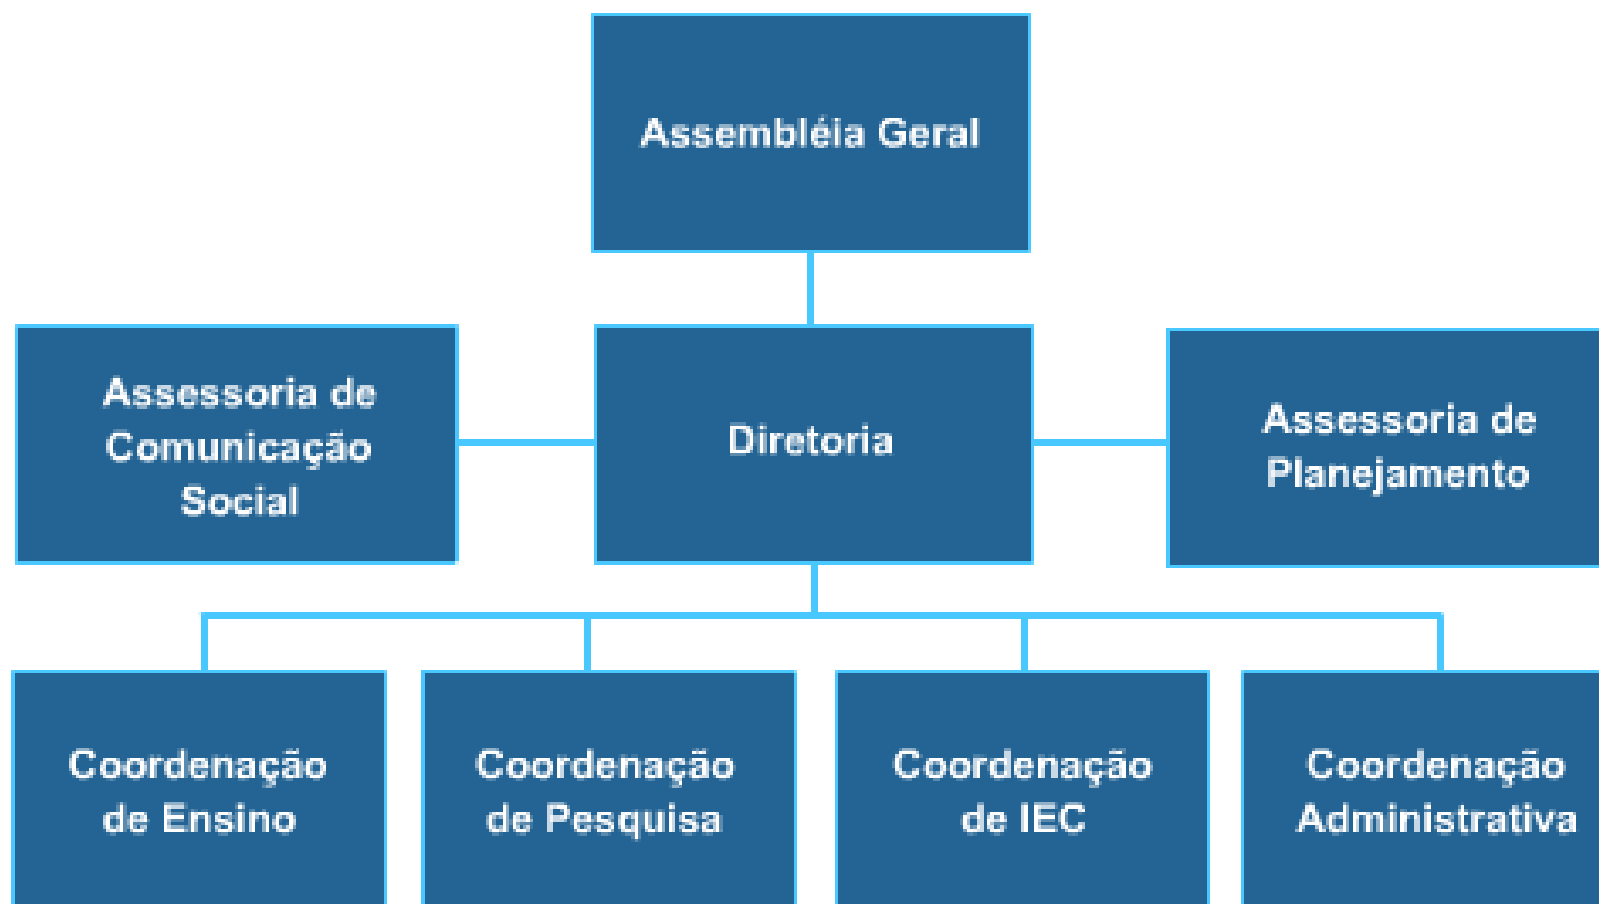 Assembléia Geral
Assessoria de
Comunicação
Social
Diretoria
Assessoria de
Planejamento
Coordenação
de Ensino
Coordenação
de Pesquisa
Coordenação
de IEC
Coordenação
Administrativa